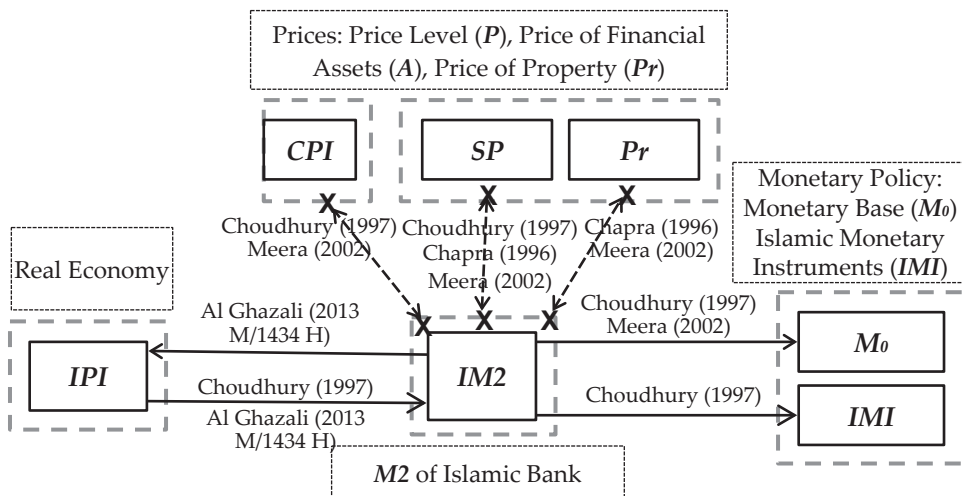 Prices: Price Level (P), Price of Financial
Assets (A), Price of Property (Pr)
CPI
SP
Pr
X
X
X
Monetary Policy:
Monetary Base (M0)
Islamic Monetary
Instruments (IMI)
Choudhury (1997)
Meera (2002)
Choudhury (1997)
Chapra (1996)
Meera (2002)
Chapra (1996)
Meera (2002)
Real Economy
Al Ghazali (2013
M/1434 H)
X
X
X
Choudhury (1997)
Meera (2002)
IPI
IM2
M0
Choudhury (1997)
Al Ghazali (2013
M/1434 H)
Choudhury (1997)
IMI
M2 of Islamic Bank